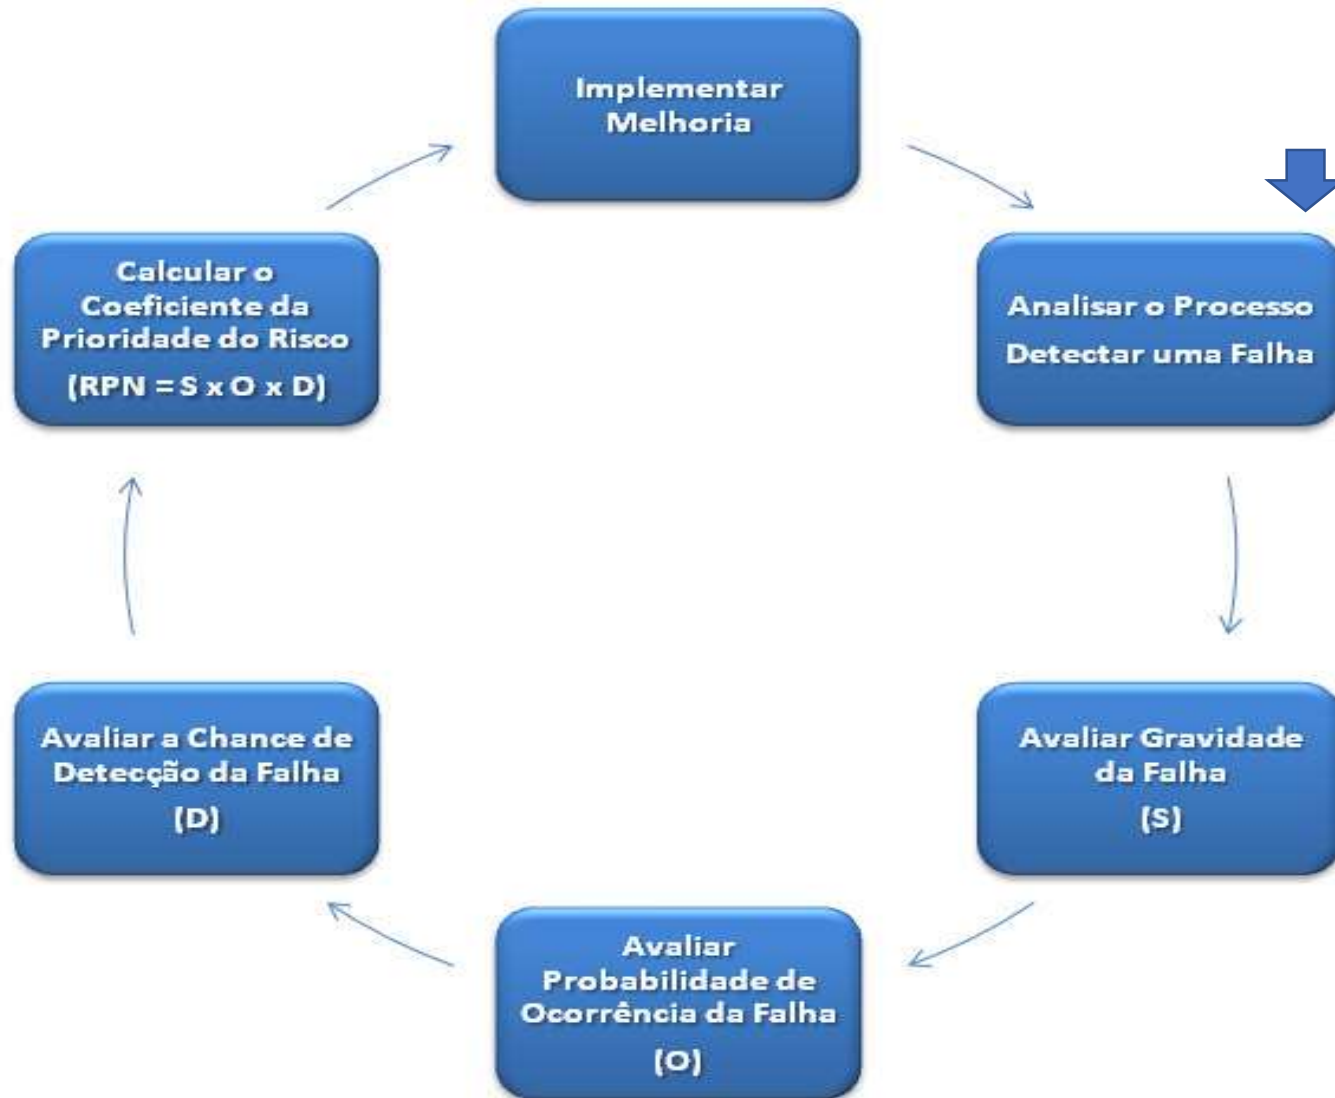 Implementar
Melhoria
Calcular o
Coeficiente da
Prioridade do Risco
(RPN = S x O x D)
Analisar o Processo
Detectar uma Falha
Avaliar a Chance de
Detecção da Falha
(D)
Avaliar Gravidade
da Falha
(S)
Avaliar
Probabilidade de
Ocorrência da Falha
(O)